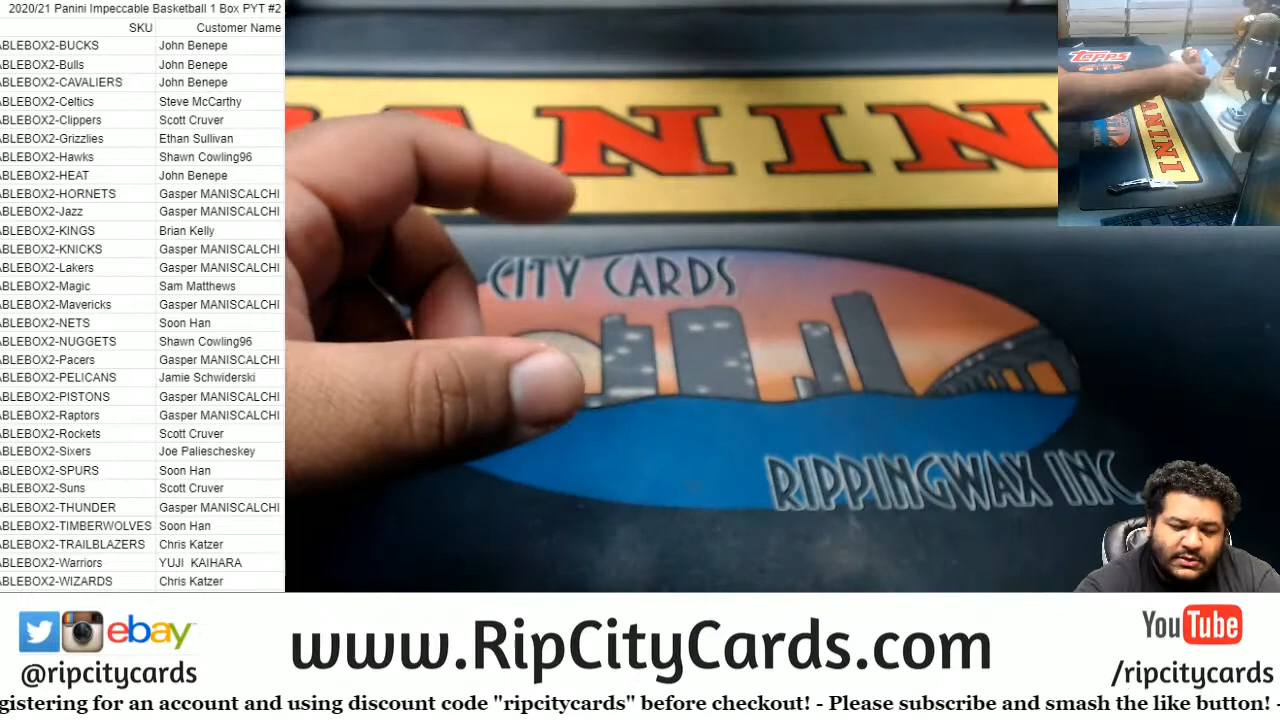 2020/21 Panini Impeccable Basketball 1 Box PYT #2
SKU Customer Name
ABLEBOX2-BUCKS John Benepe
ABLEBOX2-Bulls John Benepe
ABLEBOX2-CAVALIERS John Benepe
ABLEBOX2-Celtics Steve McCarthy
ABLEBOX2-Clippers Scott Cruver
ABLEBOX2-Grizzlies Ethan Sullivan
ABLEBOX2-Hawks Shawn Cowling96
ABLEBOX2-HEAT John Benepe
ABLEBOX2-HORNETS Gasper MANISCALCHI
ABLEBOX2-Jazz Gasper MANISCALCHI
ABLEBOX2-KINGS Brian Kelly
ABLEBOX2-KNICKS Gasper MANISCALCHI
ABLEBOX2-Lakers Gasper MANISCALCHI
ABLEBOX2-Magic Sam Matthews
ABLEBOX2-Mavericks Gasper MANISCALCHI
ABLEBOX2-NETS Soon Han
ABLEBOX2-NUGGETS Shawn Cowling96
ABLEBOX2-Pacers Gasper MANISCALCHI
ABLEBOX2-PELICANS Jamie Schwiderski
ABLEBOX2-PISTONS Gasper MANISCALCHI
ABLEBOX2-Raptors Gasper MANISCALCHI
ABLEBOX2-Rockets Scott Cruver
ABLEBOX2-Sixers Joe Paliescheskey
ABLEBOX2-SPURS Soon Han
ABLEBOX2-Suns Scott Cruver
ABLEBOX2-THUNDER Gasper MANISCALCHI
ABLEBOX2-TIMBERWOLVES Soon Han
ABLEBOX2-TRAILBLAZERS Chris Katzer
ABLEBOX2-Warriors YUJI KAIHARA
ABLEBOX2-WIZARDS Chris Katzer
ANINI
CITY CARDS
RIPPINGWAX INC.
TOPPS
ANINI
ebay
@ripcitycards
www.RipCityCards.com
YouTube
/ripcitycards
gistering for an account and using discount code "ripcitycards" before checkout! - Please subscribe and smash the like button! -